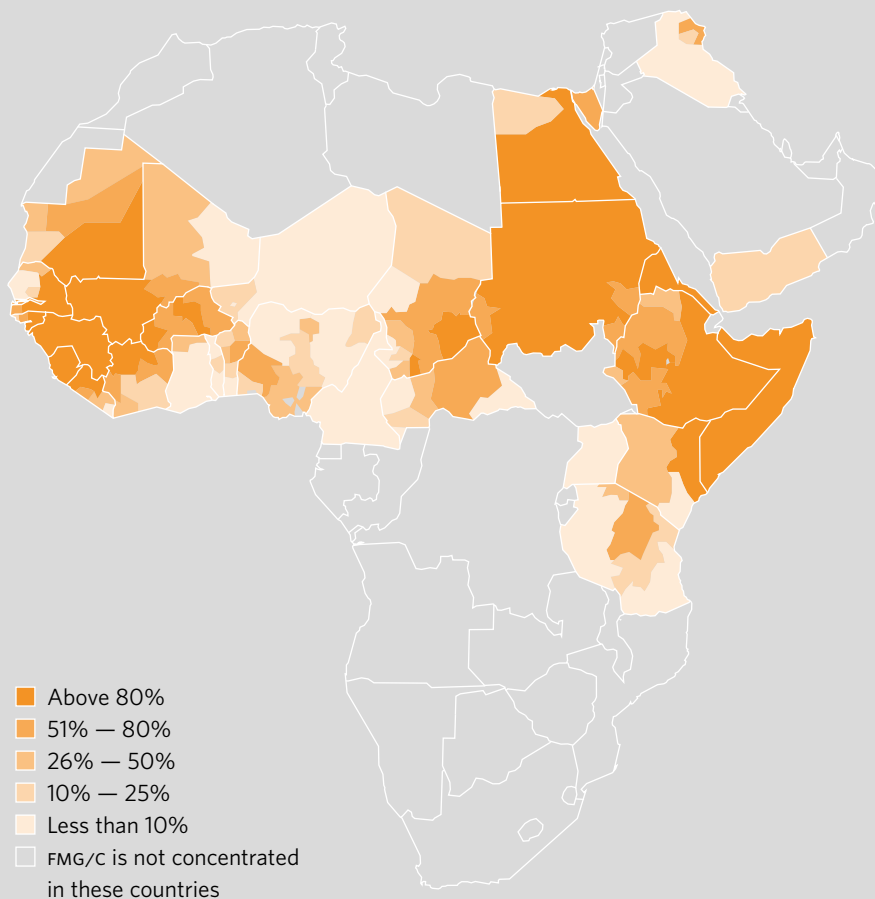 Above 80%
51% — 80%
26% — 50%
10% — 25%
Less than 10%
FMG/C is not concentrated
in these countries